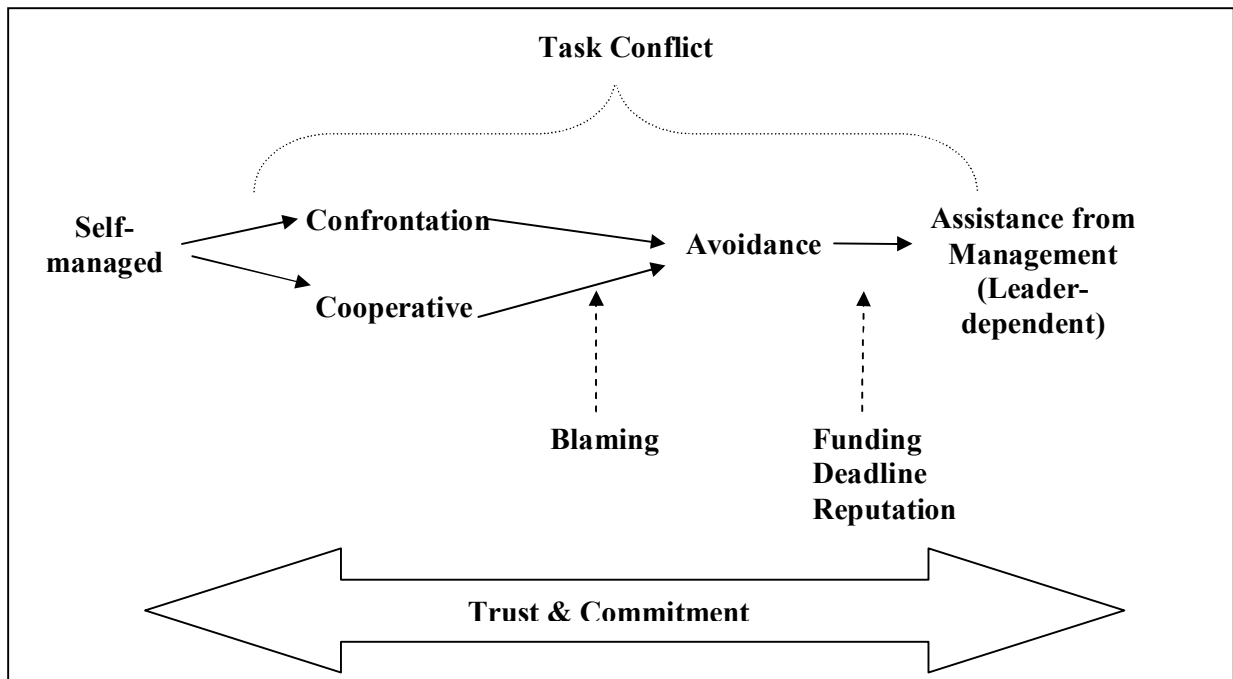 Task Conflict
Self-
managed
Confrontation
Cooperative
Avoidance
Assistance from
Management
(Leader-
dependent)
Blaming
Funding
Deadline
Reputation
Trust & Commitment